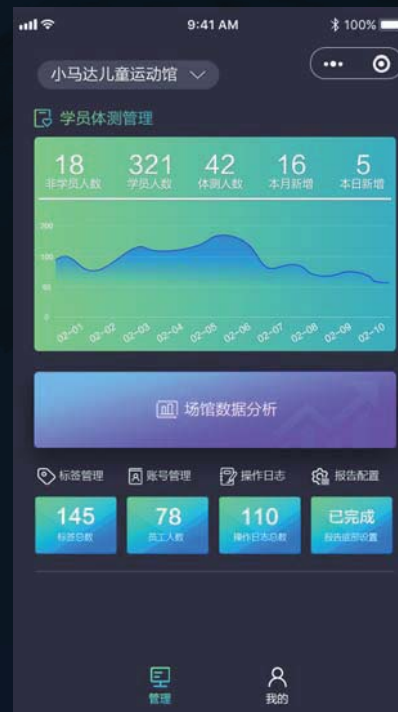 9:41 AM 100%
小马达儿童运动馆
学员体测管理
18 321 42 16 5
非学员人数 学员人数 体测人数 本月新增 本日新增
200
100
50
0
02-01 02-02 02-03 02-04 02-05 02-06 02-07 02-08 02-09 02-10
场馆数据分析
标签管理 账号管理 操作日志 报告配置
145 78 110 已完成
标签总数 员工人数 操作日志总数 报告底部设置
管理 我的